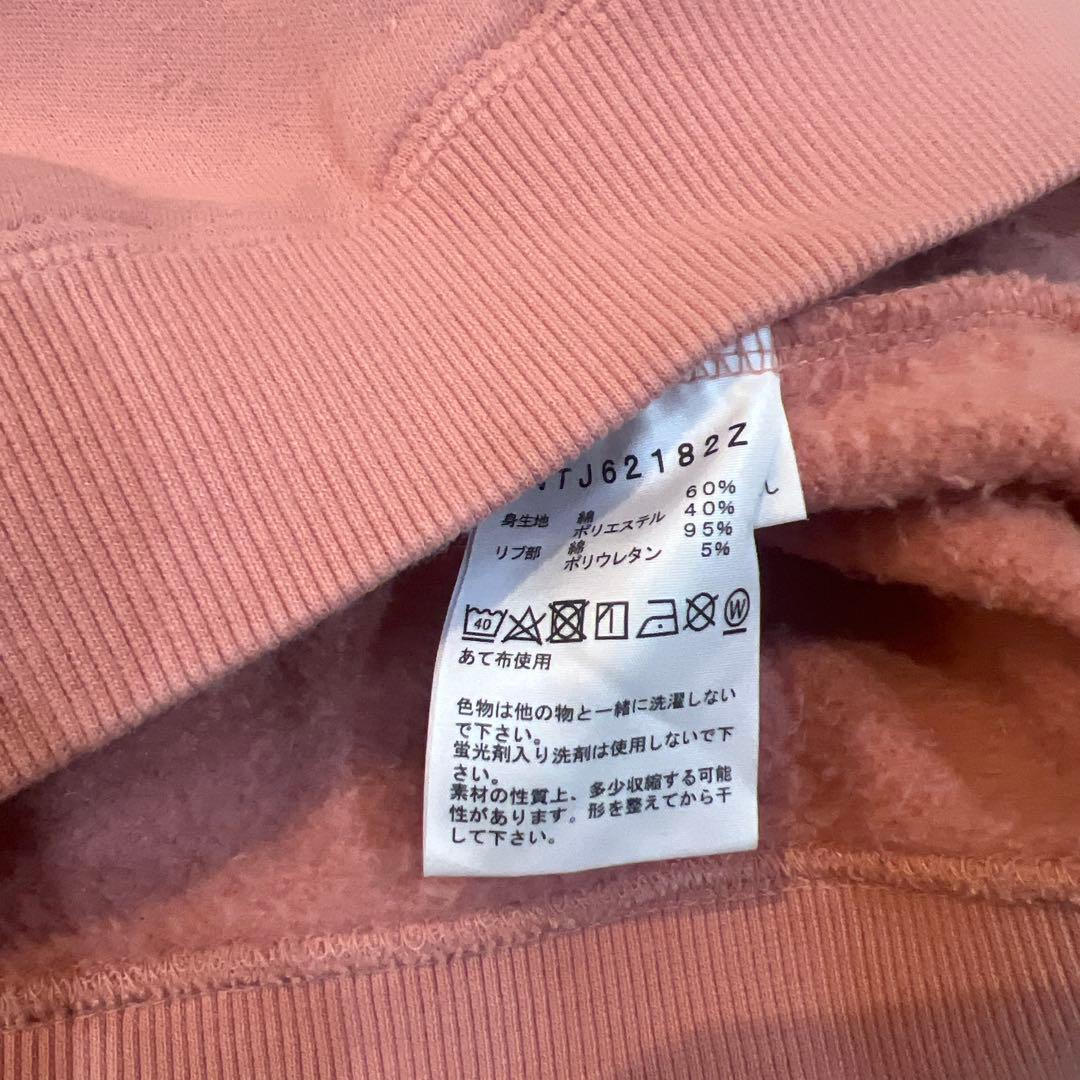 TJ62182Z
身生地 綿 60%
ポリエステル 40%
リブ部 綿 95%
ポリウレタン 5%
し
40 W
あて布使用
色物は他の物と一緒に洗濯しない
で下さい。
蛍光剤入り洗剤は使用しないで下
さい。
素材の性質上、多少収縮する可能
性があります。形を整えてから干
して下さい。